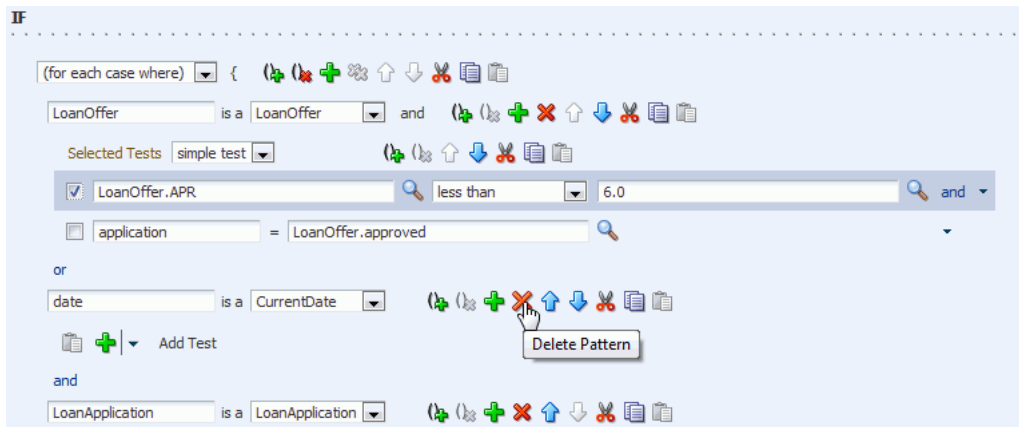 IF
(for each case where) {
LoanOffer is a LoanOffer and
Selected Tests simple test
LoanOffer.APR less than 6.0 and
application = LoanOffer.approved
or
date is a CurrentDate
Delete Pattern
Add Test
and
LoanApplication is a LoanApplication